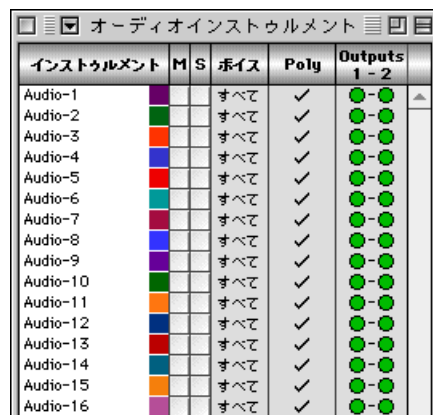 オーディオインストゥルメント
インストゥルメント M S ボイス Poly Outputs
1 - 2
Audio-1 すべて
Audio-2 すべて
Audio-3 すべて
Audio-4 すべて
Audio-5 すべて
Audio-6 すべて
Audio-7 すべて
Audio-8 すべて
Audio-9 すべて
Audio-10 すべて
Audio-11 すべて
Audio-12 すべて
Audio-13 すべて
Audio-14 すべて
Audio-15 すべて
Audio-16 すべて